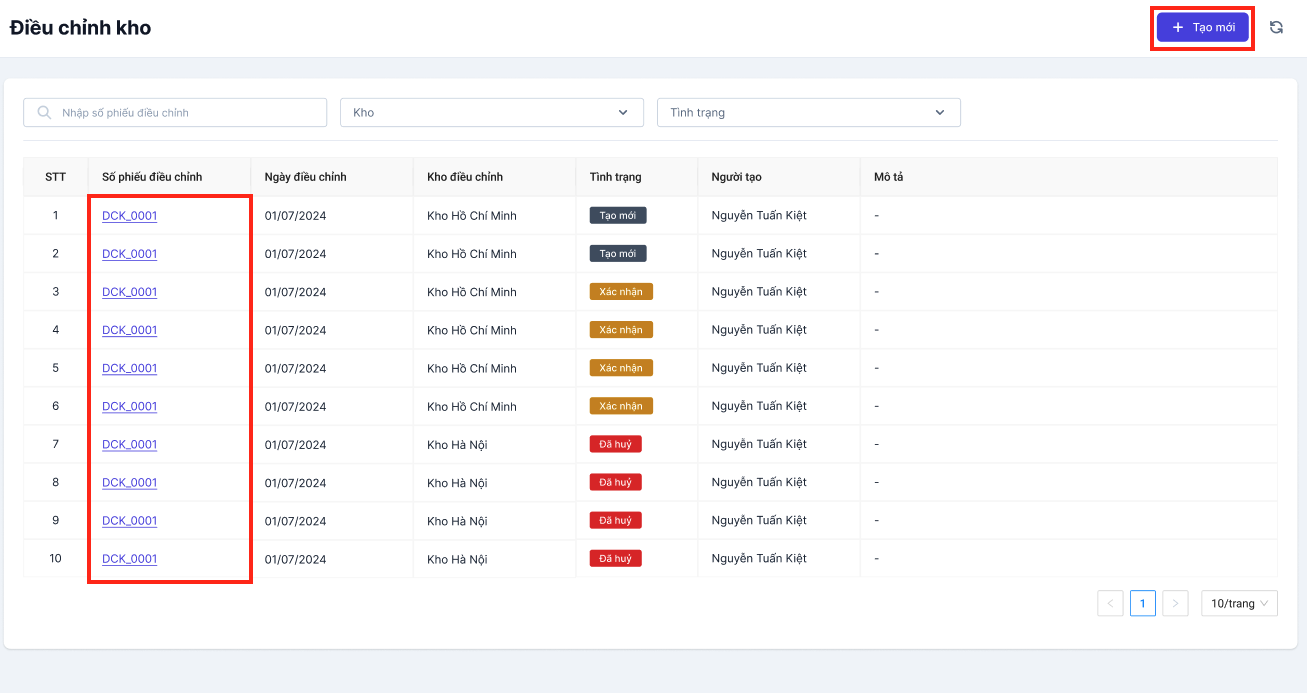 Điều chỉnh kho
+ Tạo mới
Nhập số phiếu điều chỉnh
Kho
Tình trạng
STT Số phiếu điều chỉnh Ngày điều chỉnh Kho điều chỉnh Tình trạng Người tạo Mô tả
1 DCK_0001 01/07/2024 Kho Hồ Chí Minh Tạo mới Nguyễn Tuấn Kiệt -
2 DCK_0001 01/07/2024 Kho Hồ Chí Minh Tạo mới Nguyễn Tuấn Kiệt -
3 DCK_0001 01/07/2024 Kho Hồ Chí Minh Xác nhận Nguyễn Tuấn Kiệt -
4 DCK_0001 01/07/2024 Kho Hồ Chí Minh Xác nhận Nguyễn Tuấn Kiệt -
5 DCK_0001 01/07/2024 Kho Hồ Chí Minh Xác nhận Nguyễn Tuấn Kiệt -
6 DCK_0001 01/07/2024 Kho Hồ Chí Minh Xác nhận Nguyễn Tuấn Kiệt -
7 DCK_0001 01/07/2024 Kho Hà Nội Đã huỷ Nguyễn Tuấn Kiệt -
8 DCK_0001 01/07/2024 Kho Hà Nội Đã huỷ Nguyễn Tuấn Kiệt -
9 DCK_0001 01/07/2024 Kho Hà Nội Đã huỷ Nguyễn Tuấn Kiệt -
10 DCK_0001 01/07/2024 Kho Hà Nội Đã huỷ Nguyễn Tuấn Kiệt -
< 1 > 10/trang